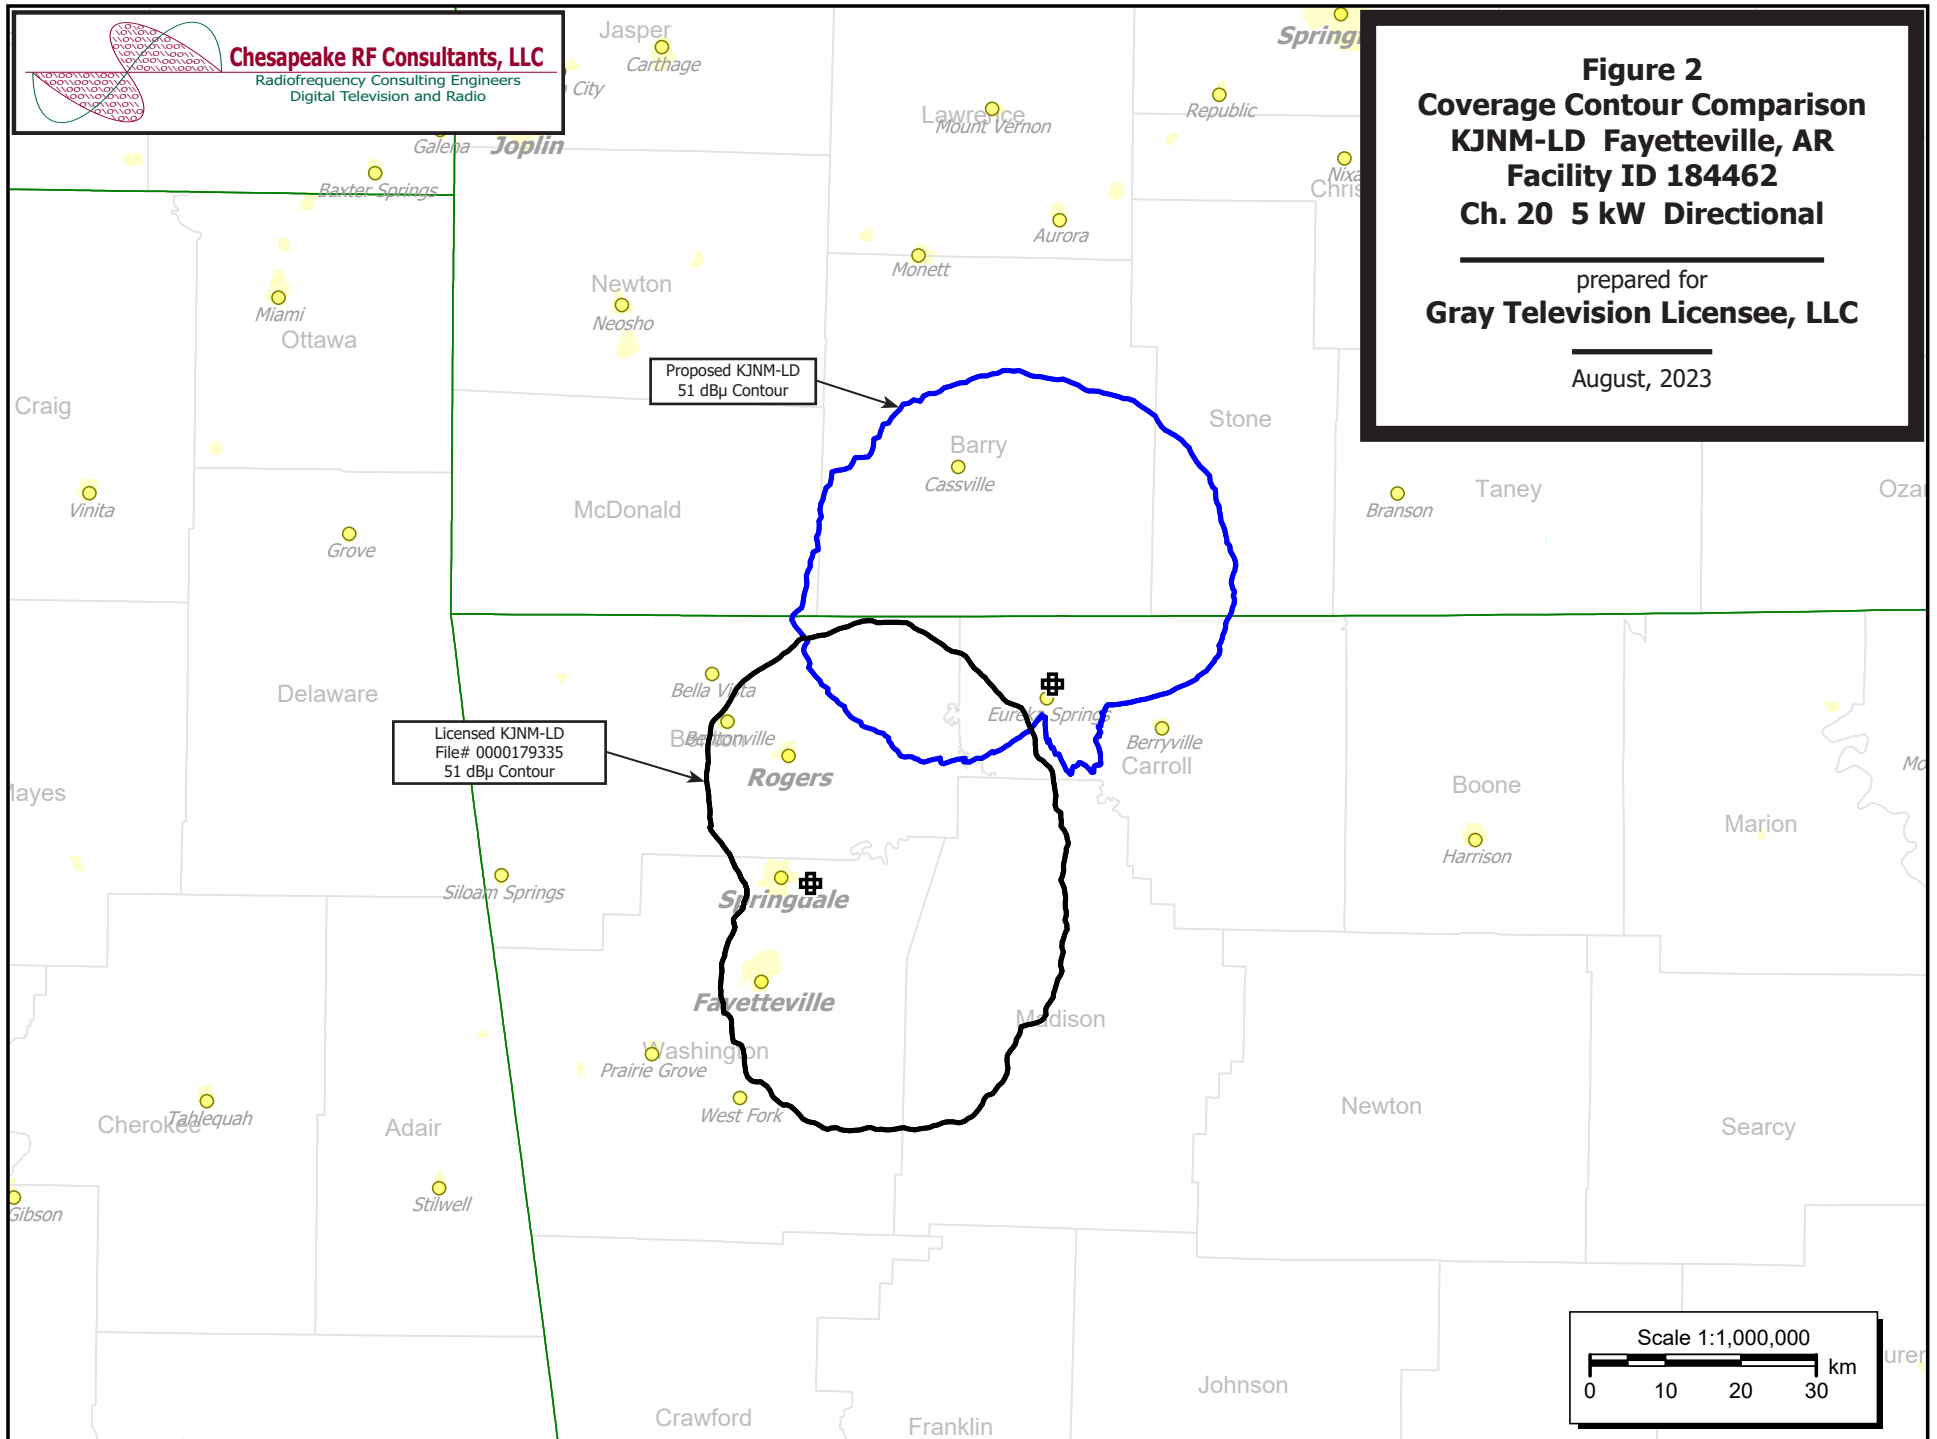 Chesapeake RF Consultants, LLC
Radiofrequency Consulting Engineers
Digital Television and Radio
Figure 2
Coverage Contour Comparison
KJNM-LD Fayetteville, AR
Facility ID 184462
Ch. 20 5 kW Directional
prepared for
Gray Television Licensee, LLC
August, 2023
Jasper
Carthage
City
Galena
Joplin
Baxter Springs
Lawrence
Mount Vernon
Republic
Nixa
Aurora
Monett
Newton
Neosho
Miami
Ottawa
Proposed KJNM-LD
51 dBµ Contour
Craig
Stone
Barry
Cassville
Vinita
McDonald
Taney
Branson
Grove
Delaware
Bella Vista
Eureka Springs
Licensed KJNM-LD
File# 0000179335
51 dBµ Contour
Benton
Bentonville
Berryville
Carroll
Rogers
Boone
Marion
Harrison
Siloam Springs
Springdale
Fayetteville
Madison
Washington
Prairie Grove
West Fork
Newton
Cherokee
Tahlequah
Adair
Searcy
Stilwell
Gibson
Johnson
Crawford
Franklin
Scale 1:1,000,000
km
0 10 20 30